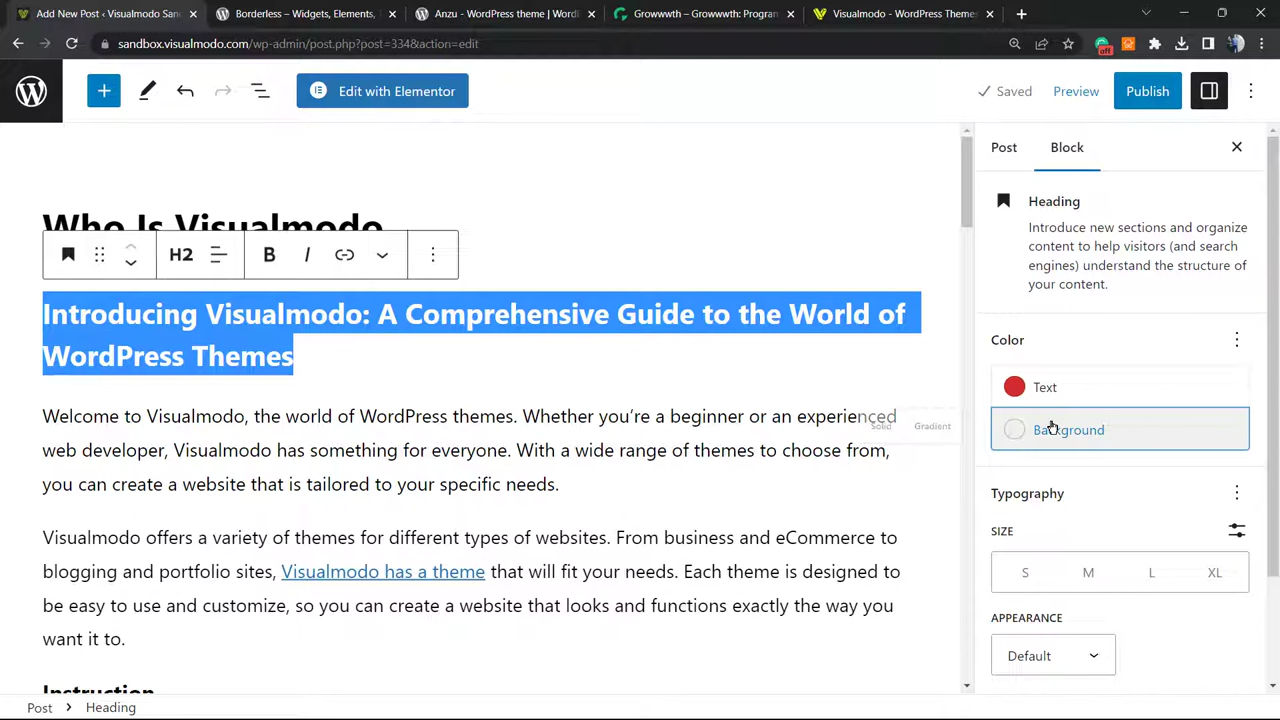 Add New Post ‹ Visualmodo San
Borderless – Widgets, Elements,
Anzu - WordPress theme | Word
Growwth – Growwth: Program
Visualmodo - WordPress Themes
sandbox.visualmodo.com/wp-admin/post.php?post=334&action=edit
off
Edit with Elementor
Saved
Preview
Publish
Who Is Visualmodo
H2
B
I
Introducing Visualmodo: A Comprehensive Guide to the World of
WordPress Themes
Welcome to Visualmodo, the world of WordPress themes. Whether you’re a beginner or an experienced
web developer, Visualmodo has something for everyone. With a wide range of themes to choose from,
you can create a website that is tailored to your specific needs.
Visualmodo offers a variety of themes for different types of websites. From business and eCommerce to
blogging and portfolio sites, Visualmodo has a theme that will fit your needs. Each theme is designed to
be easy to use and customize, so you can create a website that looks and functions exactly the way you
want it to.
Instruction
Solid
Gradient
Post
Block
Heading
Introduce new sections and organize
content to help visitors (and search
engines) understand the structure of
your content.
Color
Text
Background
Typography
SIZE
S
M
L
XL
APPEARANCE
Default
Post
Heading